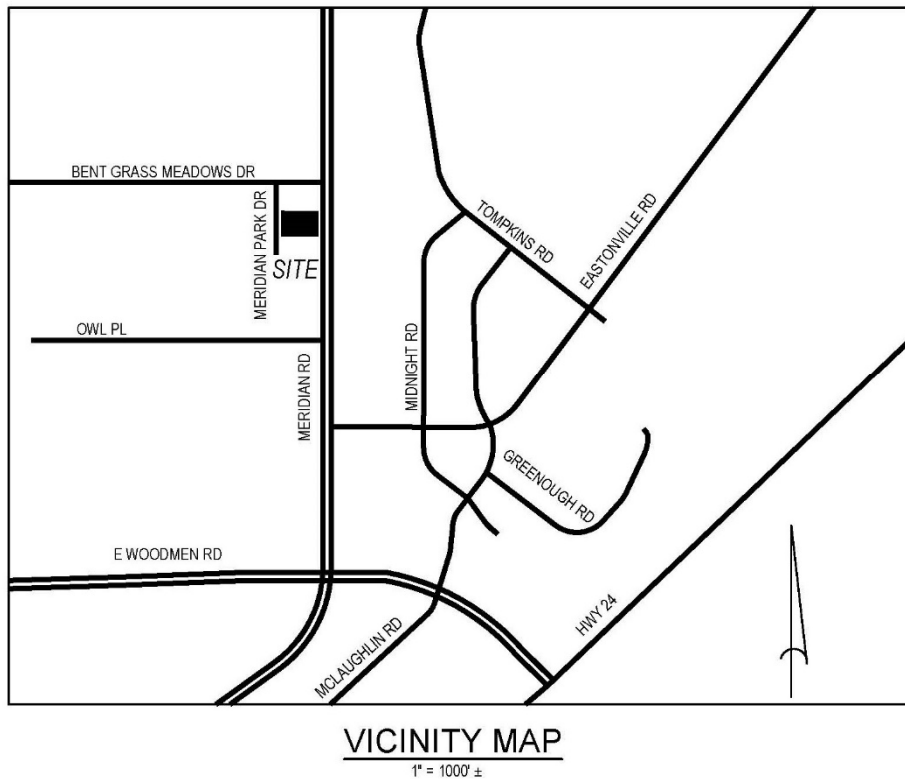 BENT GRASS MEADOWS DR
MERIDIAN PARK DR
SITE
TOMPKINS RD
EASTONVILLE RD
OWL PL
MERIDIAN RD
MIDNIGHT RD
GREENOUGH RD
E WOODMEN RD
HWY 24
MCLAUGHLIN RD
VICINITY MAP
1" = 1000' ±